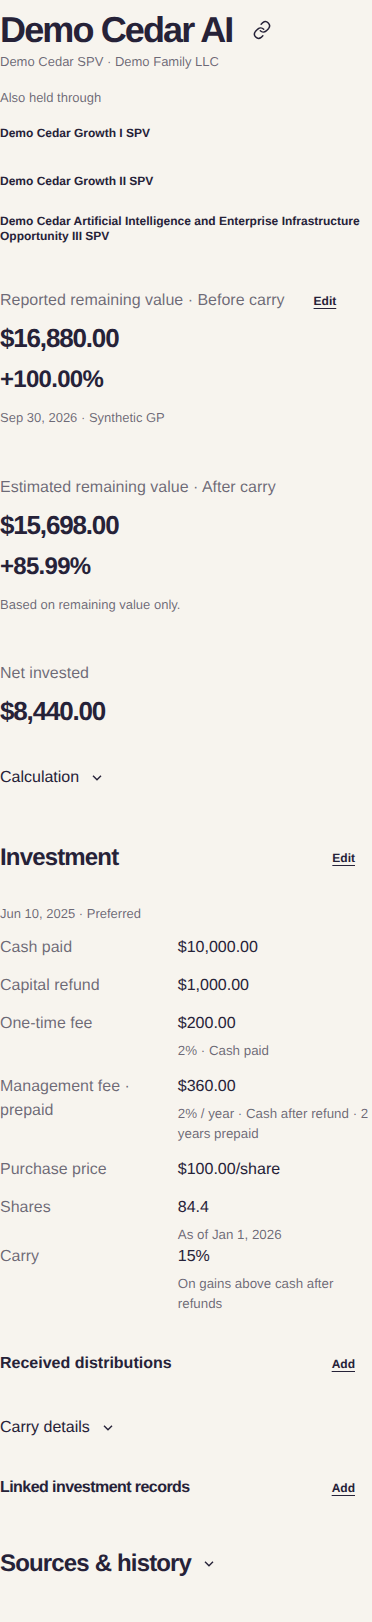 Demo Cedar AI
Demo Cedar SPV · Demo Family LLC
Also held through
Demo Cedar Growth I SPV
Demo Cedar Growth II SPV
Demo Cedar Artificial Intelligence and Enterprise Infrastructure
Opportunity III SPV
Reported remaining value · Before carry Edit
$16,880.00
+100.00%
Sep 30, 2026 · Synthetic GP
Estimated remaining value · After carry
$15,698.00
+85.99%
Based on remaining value only.
Net invested
$8,440.00
Calculation
Investment Edit
Jun 10, 2025 · Preferred
Cash paid $10,000.00
Capital refund $1,000.00
One-time fee $200.00
2% · Cash paid
Management fee · $360.00
prepaid 2% / year · Cash after refund · 2
years prepaid
Purchase price $100.00/share
Shares 84.4
As of Jan 1, 2026
Carry 15%
On gains above cash after
refunds
Received distributions Add
Carry details
Linked investment records Add
Sources & history